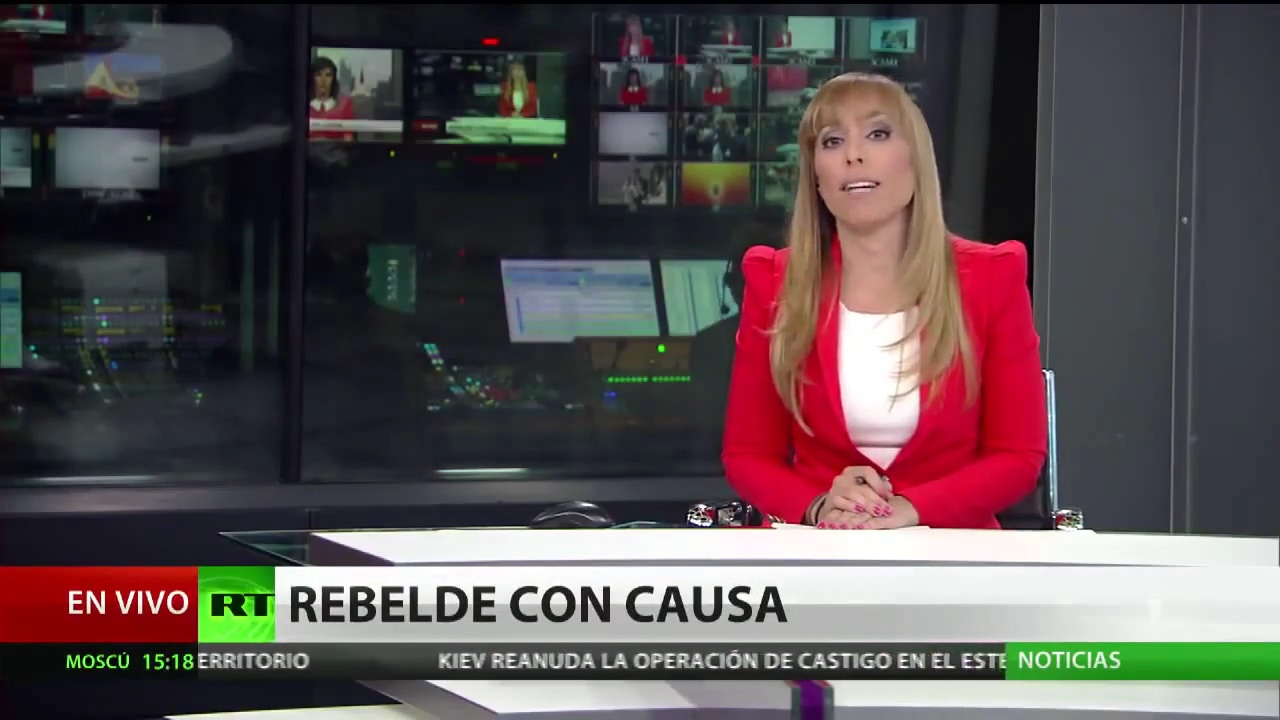 EN VIVO RT REBELDE CON CAUSA
MOSCÚ 15:18 ERRITORIO KIEV REANUDA LA OPERACIÓN DE CASTIGO EN EL ESTE NOTICIAS